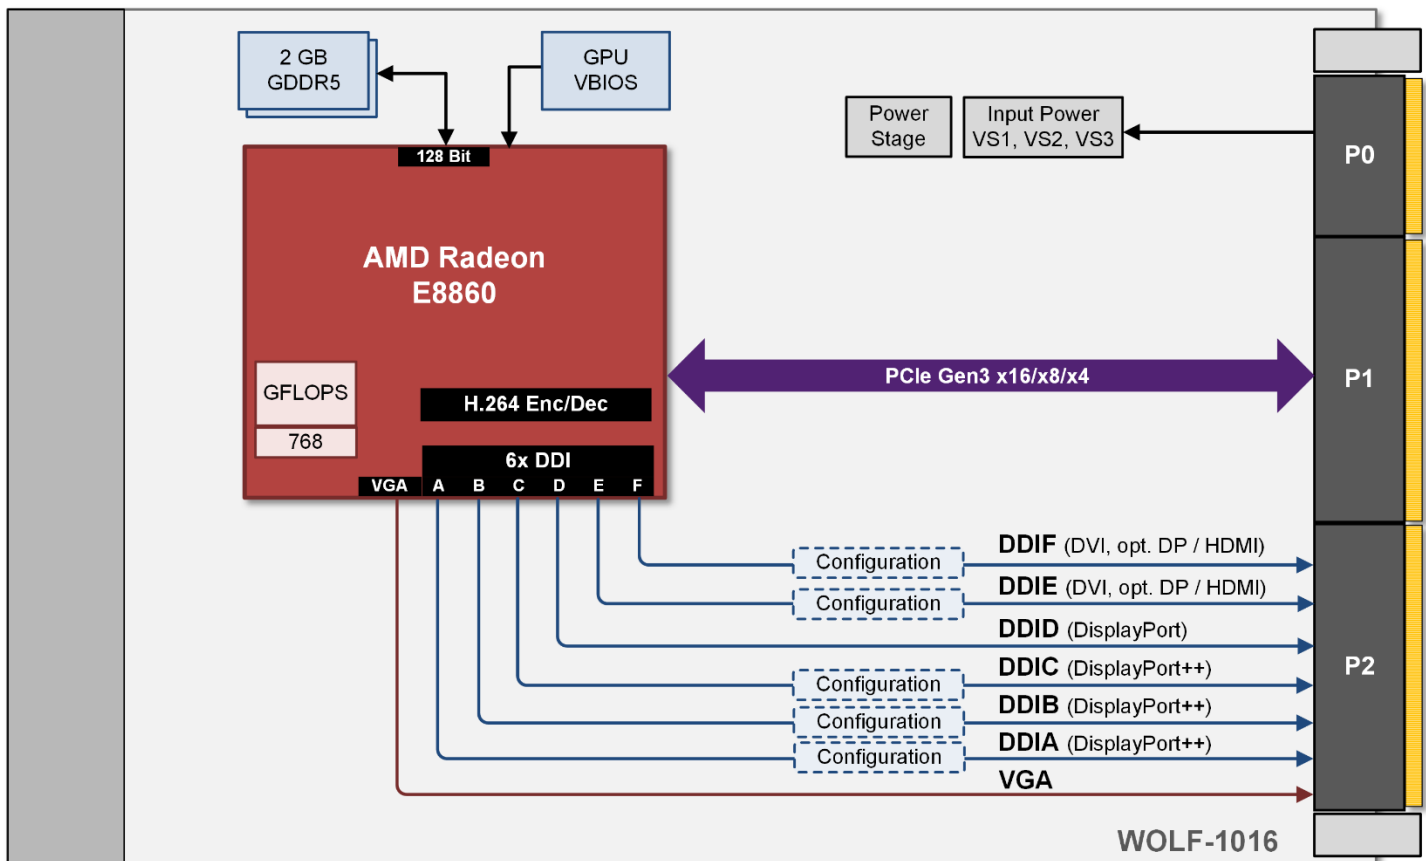 2 GB
GDDR5
GPU
VBIOS
Power
Stage
Input Power
VS1, VS2, VS3
P0
128 Bit
AMD Radeon
E8860
GFLOPS
768
H.264 Enc/Dec
6x DDI
VGA A B C D E F
PCIe Gen3 x16/x8/x4
P1
Configuration
DDIF (DVI, opt. DP / HDMI)
Configuration
DDIE (DVI, opt. DP / HDMI)
DDID (DisplayPort)
Configuration
DDIC (DisplayPort++)
Configuration
DDIB (DisplayPort++)
Configuration
DDIA (DisplayPort++)
VGA
P2
WOLF-1016